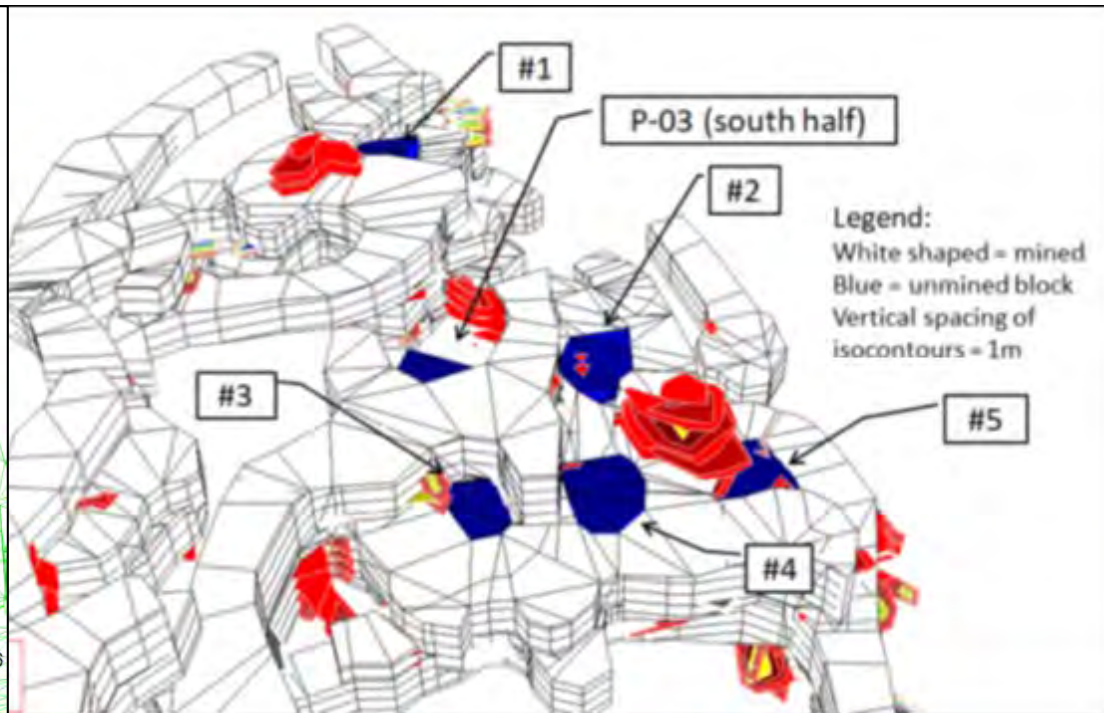 #1
P-03 (south half)
#2
Legend:
White shaped = mined
Blue = unmined block
Vertical spacing of
isocontours = 1m
#3
#5
#4